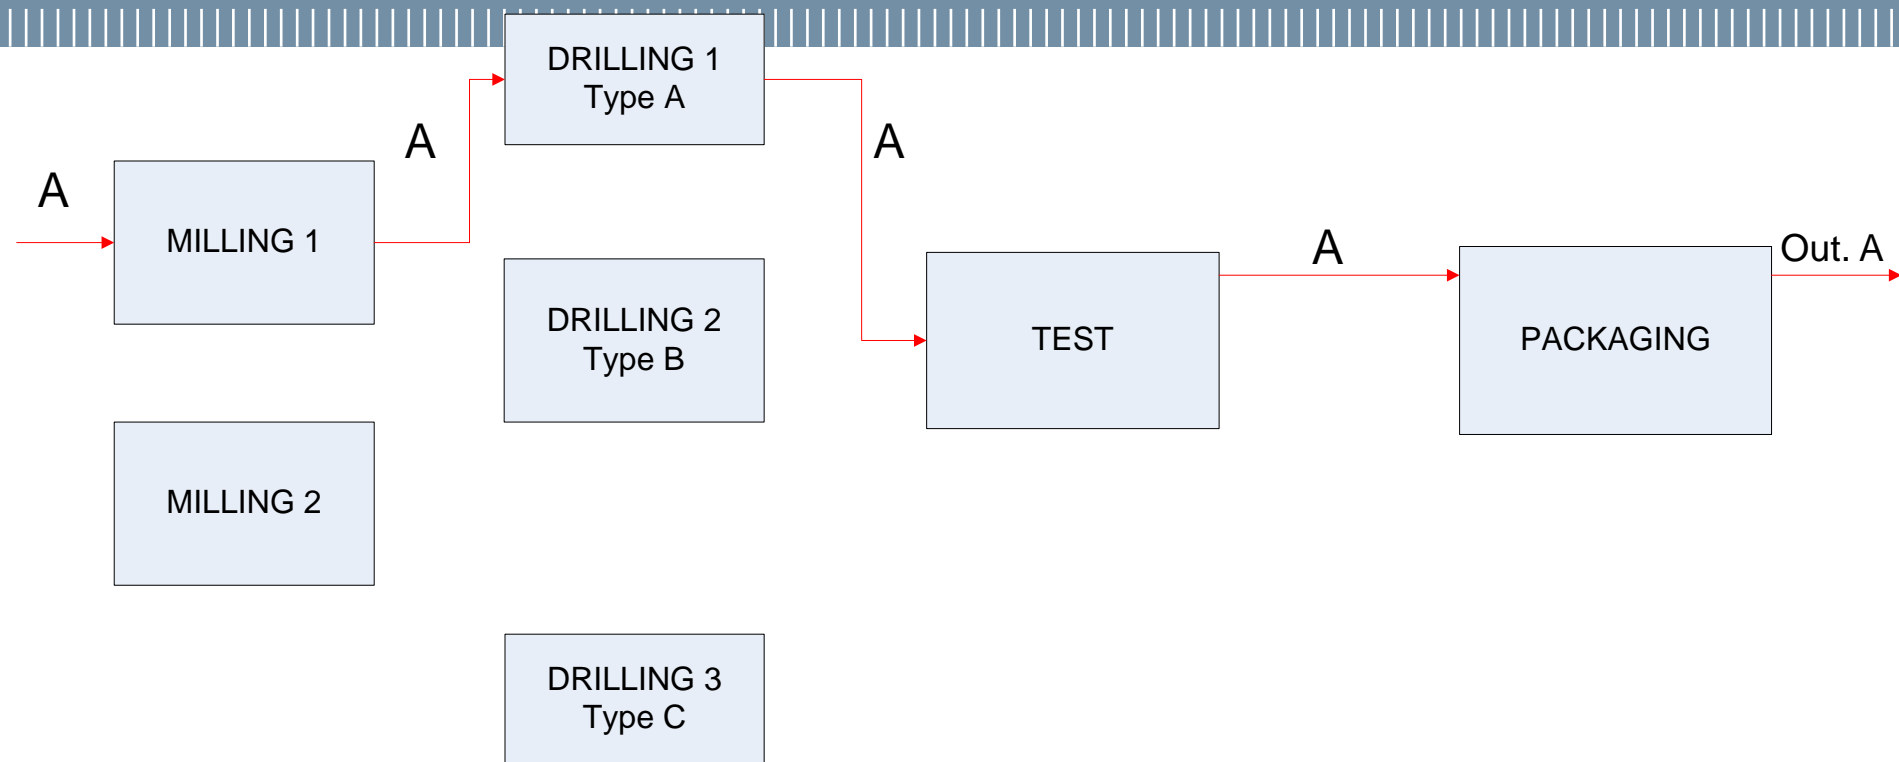 DRILLING 1
Type A
A
A
A
MILLING 1
A
Out. A
DRILLING 2
Type B
TEST
PACKAGING
MILLING 2
DRILLING 3
Type C